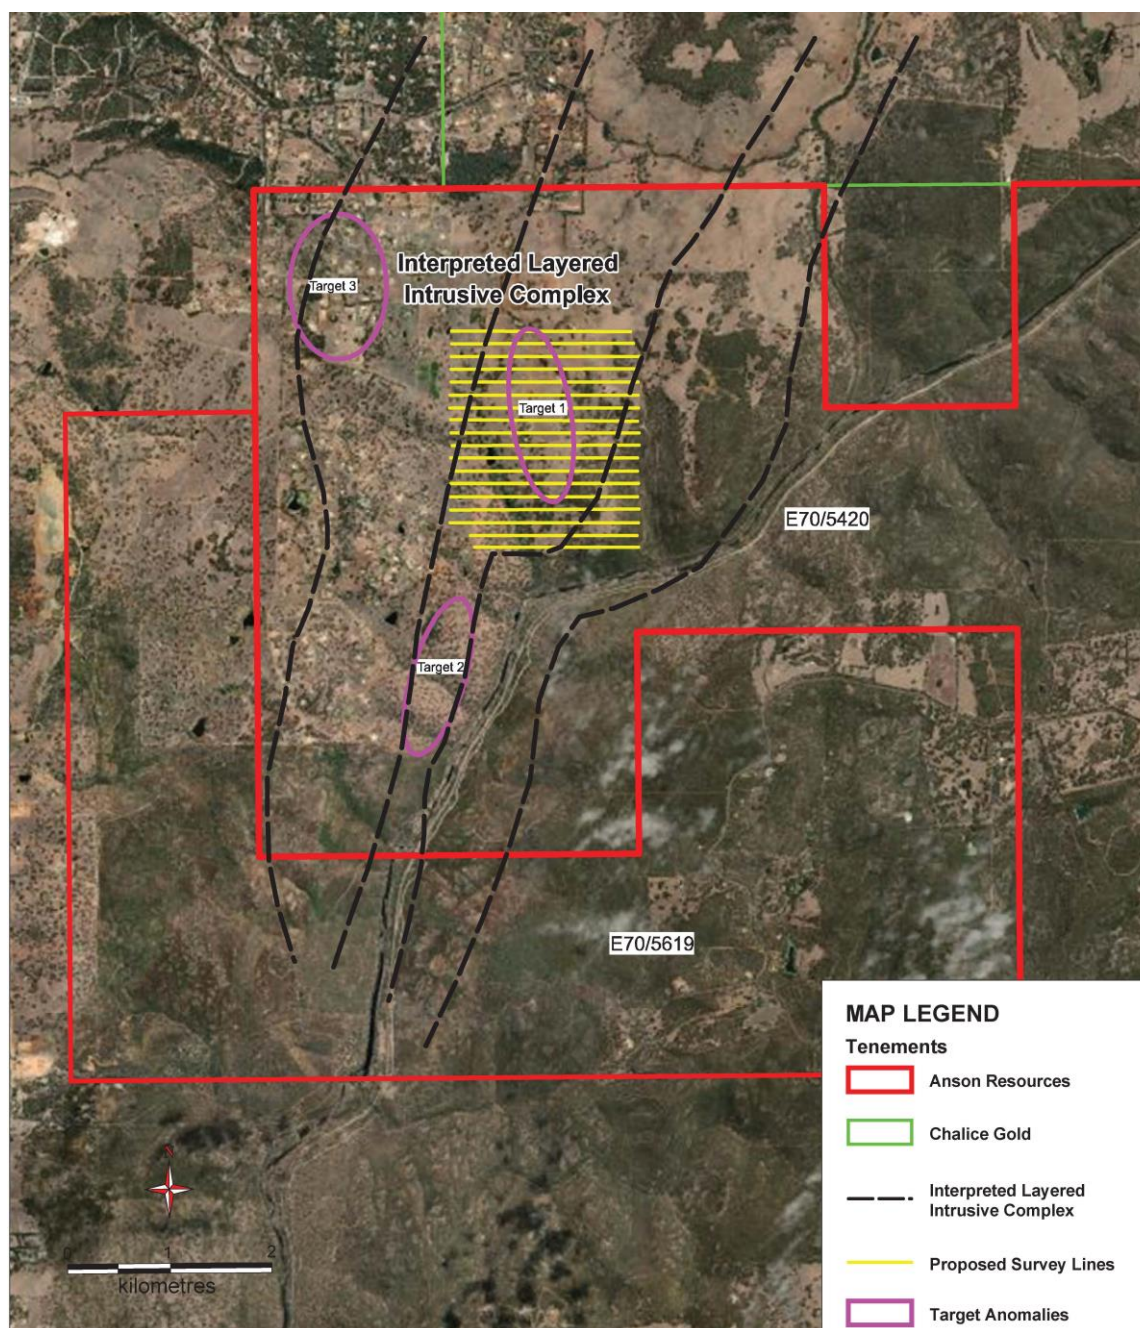 Target 3
Interpreted Layered
Intrusive Complex
Target 1
E70/5420
Target 2
E70/5619
MAP LEGEND
Tenements
Anson Resources
Chalice Gold
Interpreted Layered
Intrusive Complex
Proposed Survey Lines
Target Anomalies
N
0 1 2
kilometres